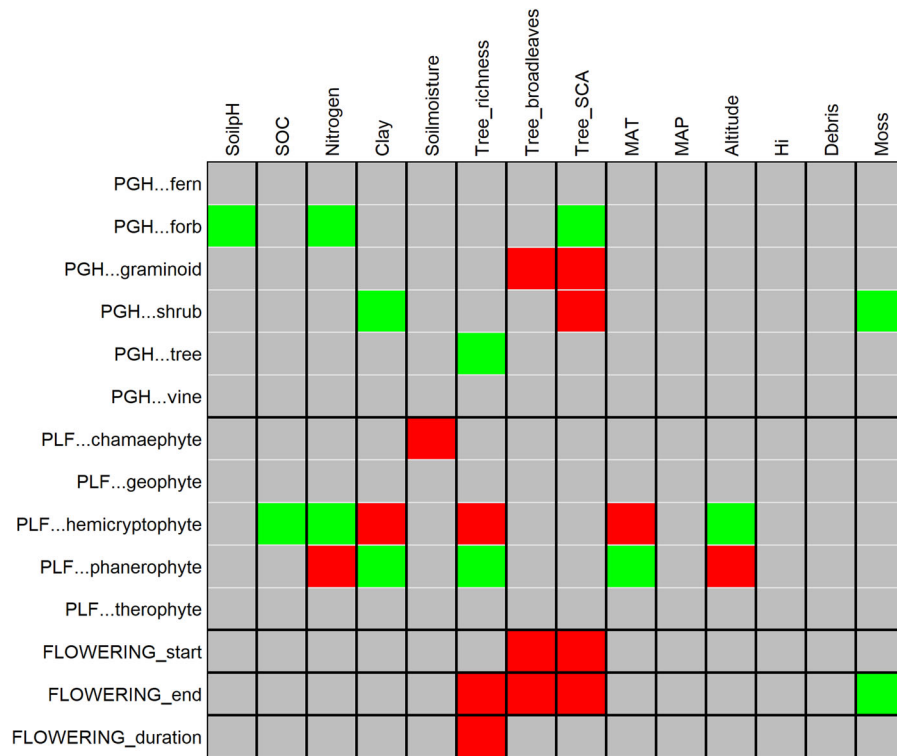 SoilpH
SOC
Nitrogen
Clay
Soilmoisture
Tree_richness
Tree_broadleaves
Tree_SCA
MAT
MAP
Altitude
Hi
Debris
Moss
PGH...fern
PGH...forb
PGH...graminoid
PGH...shrub
PGH...tree
PGH...vine
PLF...chamaephyte
PLF...geophyte
PLF...hemicryptophyte
PLF...phanerophyte
PLF...therophyte
FLOWERING_start
FLOWERING_end
FLOWERING_duration